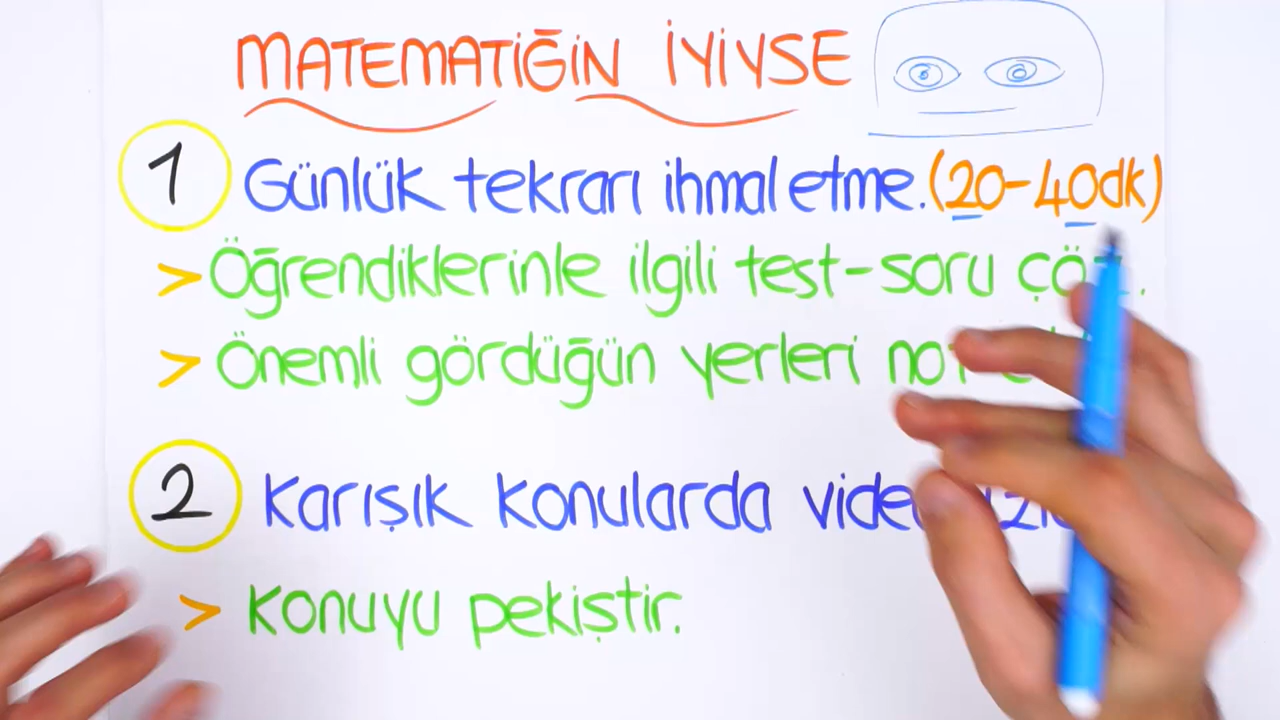 MATEMATİĞİN İYİYSE
1 Günlük tekrarı ihmal etme. (20-40dk)
> Öğrendiklerinle ilgili test-soru
> Önemli gördüğün yerleri
2 Karışık konularda
> Konuyu pekiştir.